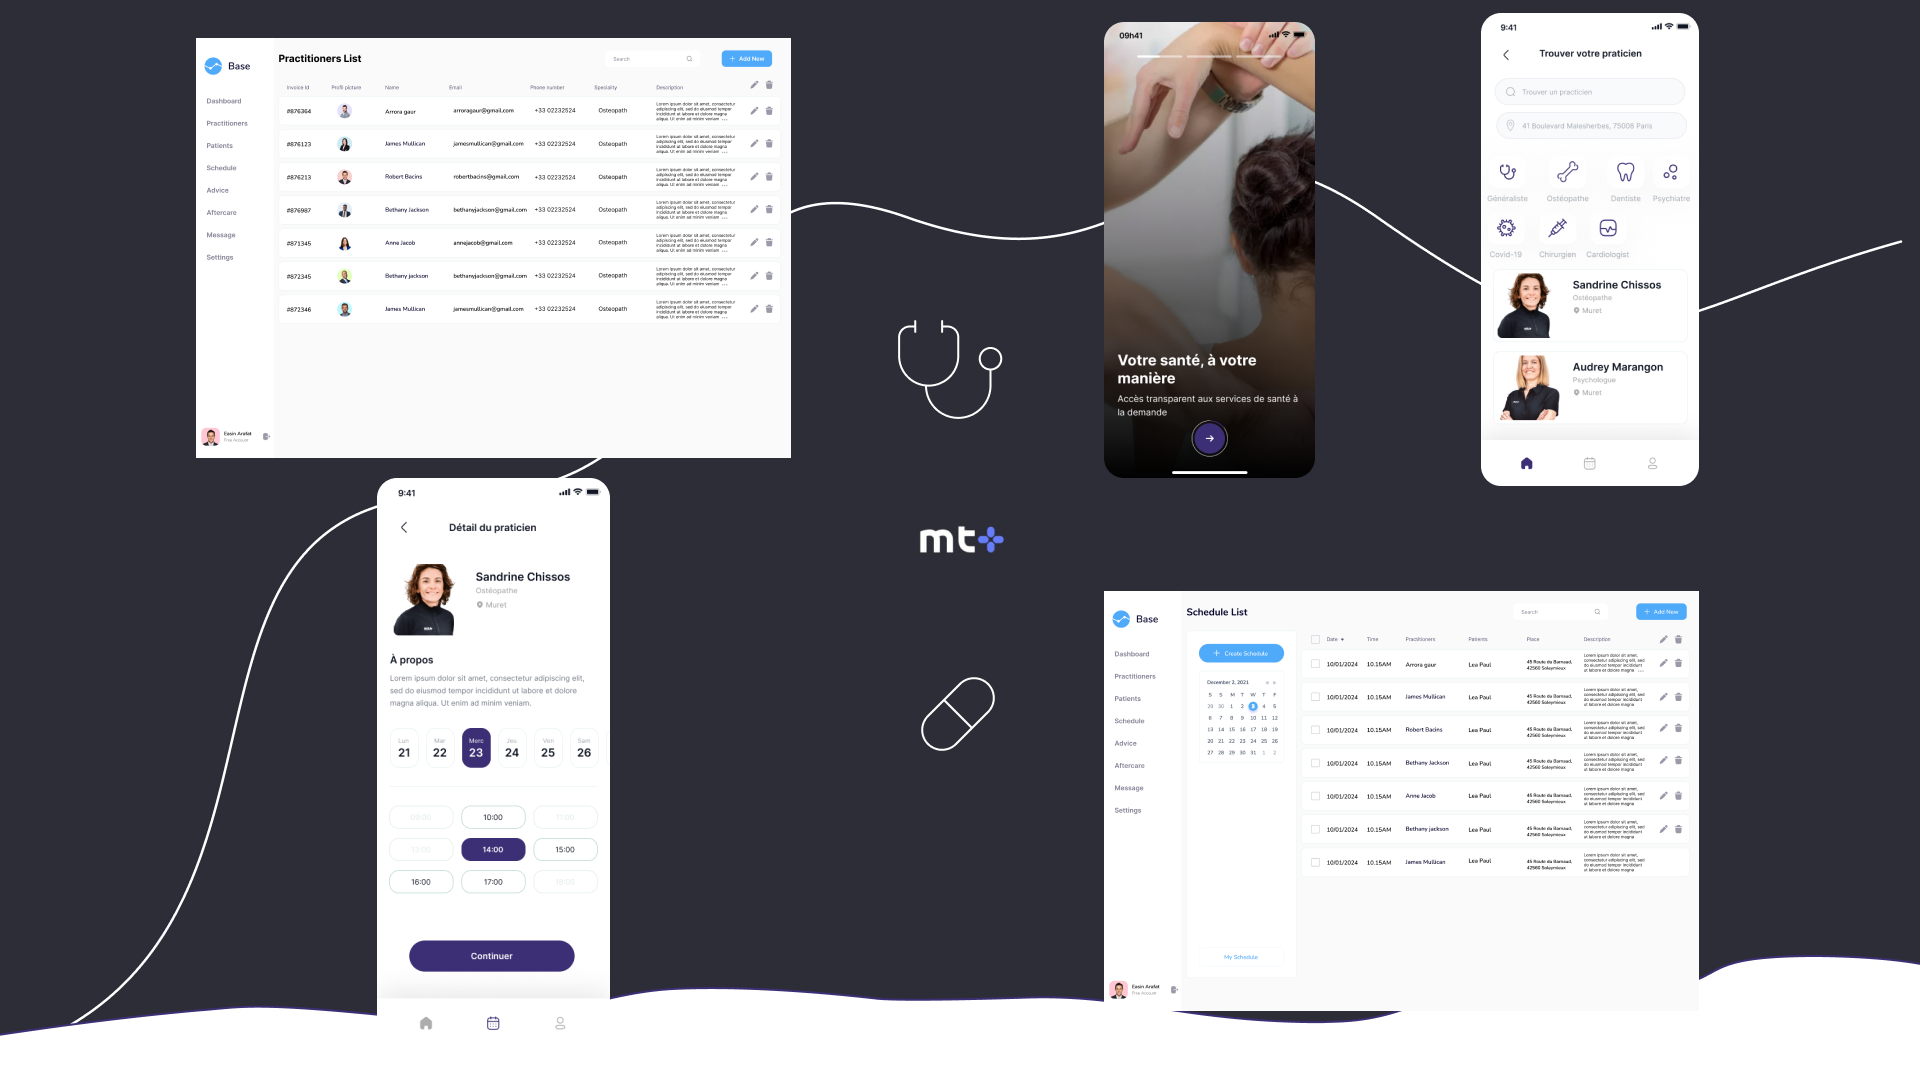 Base
Dashboard
Practitioners
Patients
Schedule
Advice
Aftercare
Message
Settings
Easin Arafat
Free Account
Practitioners List
Search
+ Add New
Invoice Id Profil picture Name Email Phone number Speciality Description
#876364 Arrora gaur arroragaur@gmail.com +33 02232524 Osteopath
Lorem ipsum dolor sit amet, consectetur
adipiscing elit, sed do eiusmod tempor
incididunt ut labore et dolore magna
aliqua. Ut enim ad minim veniam ...
#876123 James Mullican jamesmullican@gmail.com +33 02232524 Osteopath
Lorem ipsum dolor sit amet, consectetur
adipiscing elit, sed do eiusmod tempor
incididunt ut labore et dolore magna
aliqua. Ut enim ad minim veniam ...
#876213 Robert Bacins robertbacins@gmail.com +33 02232524 Osteopath
Lorem ipsum dolor sit amet, consectetur
adipiscing elit, sed do eiusmod tempor
incididunt ut labore et dolore magna
aliqua. Ut enim ad minim veniam ...
#876987 Bethany Jackson bethanyjackson@gmail.com +33 02232524 Osteopath
Lorem ipsum dolor sit amet, consectetur
adipiscing elit, sed do eiusmod tempor
incididunt ut labore et dolore magna
aliqua. Ut enim ad minim veniam ...
#871345 Anne Jacob annejacob@gmail.com +33 02232524 Osteopath
Lorem ipsum dolor sit amet, consectetur
adipiscing elit, sed do eiusmod tempor
incididunt ut labore et dolore magna
aliqua. Ut enim ad minim veniam ...
#872345 Bethany jackson bethanyjackson@gmail.com +33 02232524 Osteopath
Lorem ipsum dolor sit amet, consectetur
adipiscing elit, sed do eiusmod tempor
incididunt ut labore et dolore magna
aliqua. Ut enim ad minim veniam ...
#872346 James Mullican jamesmullican@gmail.com +33 02232524 Osteopath
Lorem ipsum dolor sit amet, consectetur
adipiscing elit, sed do eiusmod tempor
incididunt ut labore et dolore magna
aliqua. Ut enim ad minim veniam ...
09h41
Votre santé, à votre
manière
Accès transparent aux services de santé à
la demande
9:41
Trouver votre praticien
Trouver un practicien
41 Boulevard Malesherbes, 75008 Paris
Généraliste Ostéopathe Dentiste Psychiatre
Covid-19 Chirurgien Cardiologist
Sandrine Chissos
Ostéopathe
Muret
Audrey Marangon
Psychologue
Muret
9:41
Détail du praticien
Sandrine Chissos
Ostéopathe
Muret
À propos
Lorem ipsum dolor sit amet, consectetur adipiscing elit,
sed do eiusmod tempor incididunt ut labore et dolore
magna aliqua. Ut enim ad minim veniam.
Lun Mar Merc Jeu Ven Sam
21 22 23 24 25 26
09:00 10:00 11:00
13:00 14:00 15:00
16:00 17:00 18:00
Continuer
mt
Base
Dashboard
Practitioners
Patients
Schedule
Advice
Aftercare
Message
Settings
Easin Arafat
Free Account
Schedule List
Search
+ Add New
+ Create Schedule
December 2, 2021
S S M T W T F
29 30 1 2 3 4 5
6 7 8 9 10 11 12
13 14 15 16 17 18 19
20 21 22 23 24 25 26
27 28 29 30 31 1 2
My Schedule
Date Time Practitioners Patients Place Description
10/01/2024 10.15AM Arrora gaur Lea Paul
45 Route du Barnaud,
42560 Soleymieux
Lorem ipsum dolor sit amet,
consectetur adipiscing elit, sed
do eiusmod tempor incididunt
ut labore et dolore magna ...
10/01/2024 10.15AM James Mullican Lea Paul
45 Route du Barnaud,
42560 Soleymieux
Lorem ipsum dolor sit amet,
consectetur adipiscing elit, sed
do eiusmod tempor incididunt
ut labore et dolore magna
10/01/2024 10.15AM Robert Bacins Lea Paul
45 Route du Barnaud,
42560 Soleymieux
Lorem ipsum dolor sit amet,
consectetur adipiscing elit, sed
do eiusmod tempor incididunt
ut labore et dolore magna
10/01/2024 10.15AM Bethany Jackson Lea Paul
45 Route du Barnaud,
42560 Soleymieux
Lorem ipsum dolor sit amet,
consectetur adipiscing elit, sed
do eiusmod tempor incididunt
ut labore et dolore magna
10/01/2024 10.15AM Anne Jacob Lea Paul
45 Route du Barnaud,
42560 Soleymieux
Lorem ipsum dolor sit amet,
consectetur adipiscing elit, sed
do eiusmod tempor incididunt
ut labore et dolore magna
10/01/2024 10.15AM Bethany jackson Lea Paul
45 Route du Barnaud,
42560 Soleymieux
Lorem ipsum dolor sit amet,
consectetur adipiscing elit, sed
do eiusmod tempor incididunt
ut labore et dolore magna
10/01/2024 10.15AM James Mullican Lea Paul
45 Route du Barnaud,
42560 Soleymieux
Lorem ipsum dolor sit amet,
consectetur adipiscing elit, sed
do eiusmod tempor incididunt
ut labore et dolore magna